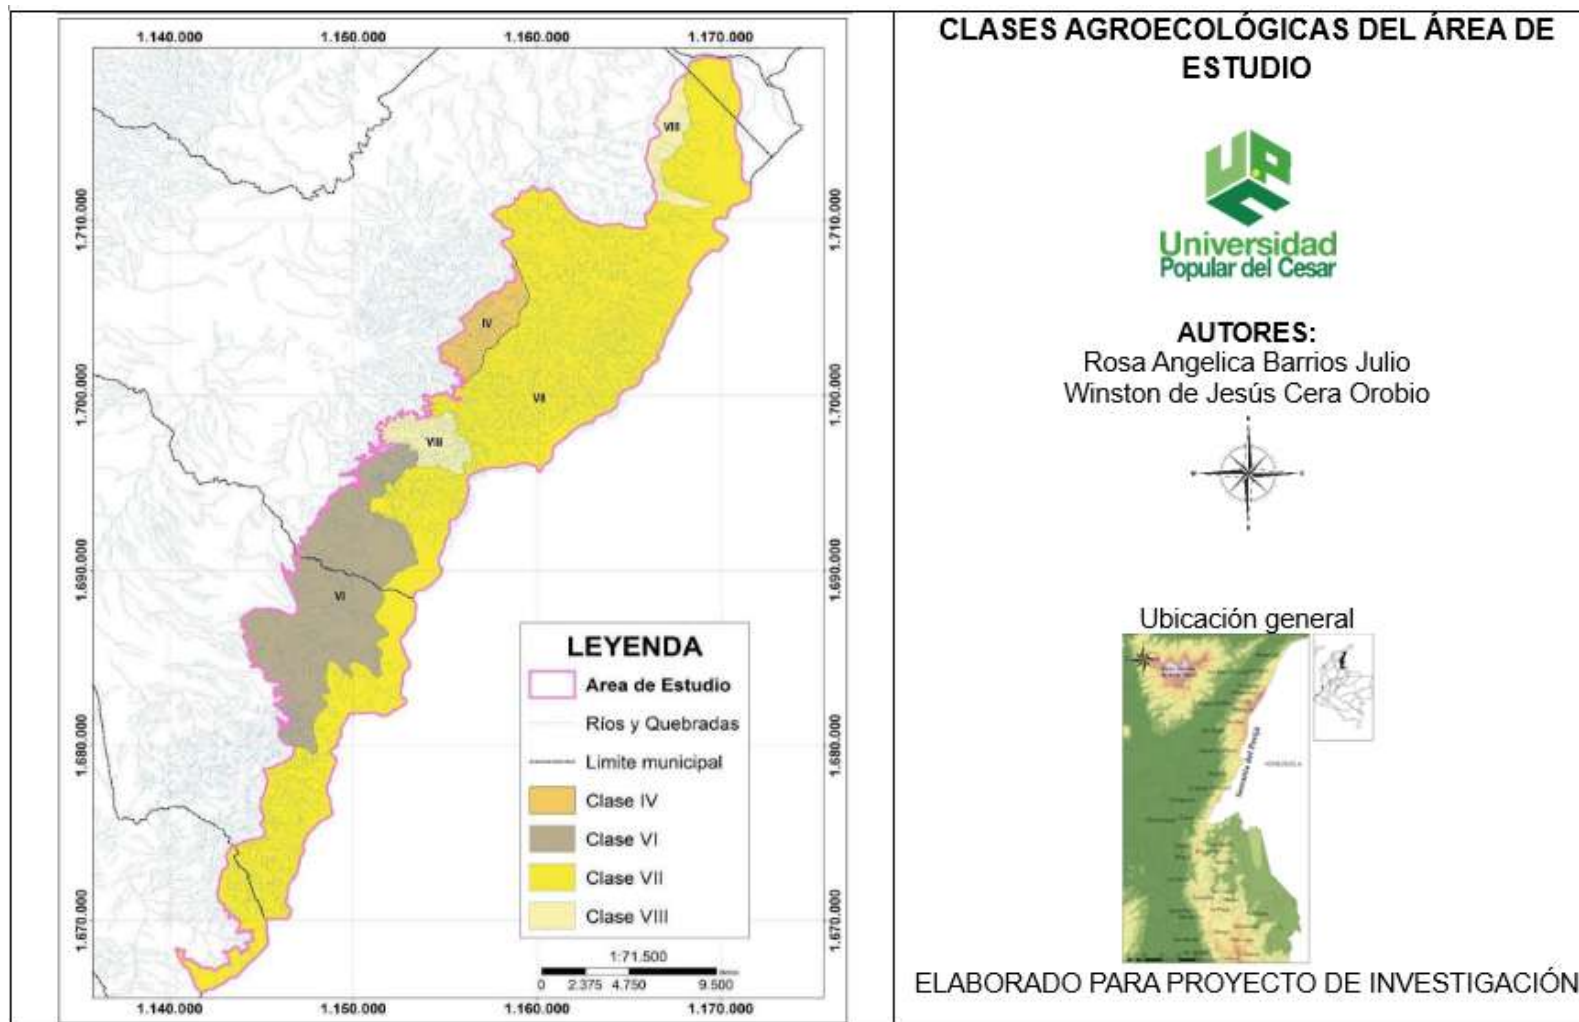 1.140.000 1.150.000 1.160.000 1.170.000
1.710.000
1.700.000
1.690.000
1.680.000
1.670.000
1.710.000
1.700.000
1.690.000
1.680.000
1.670.000
VIII
IV
VII
VIII
VI
LEYENDA
Area de Estudio
Ríos y Quebradas
Limite municipal
Clase IV
Clase VI
Clase VII
Clase VIII
1:71.500
0 2.375 4.750 9.500
1.140.000 1.150.000 1.160.000 1.170.000
CLASES AGROECOLÓGICAS DEL ÁREA DE
ESTUDIO
UPC
Universidad
Popular del Cesar
AUTORES:
Rosa Angelica Barrios Julio
Winston de Jesús Cera Orobio
Ubicación general
VENEZUELA
ELABORADO PARA PROYECTO DE INVESTIGACIÓN